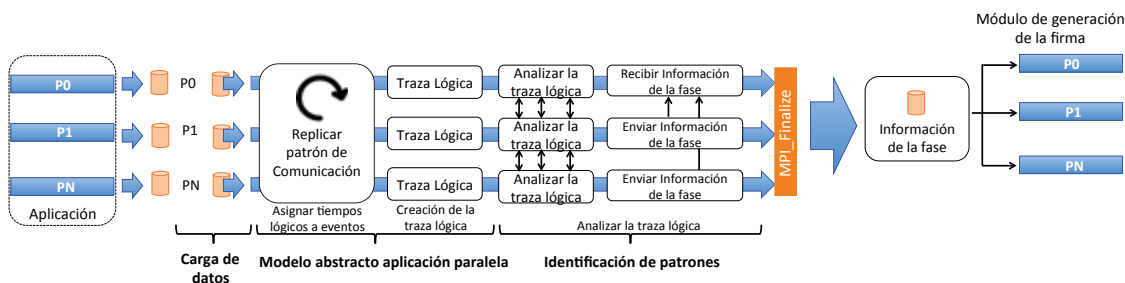 P0
P1
PN
Aplicación
P0
P1
PN
Carga de
datos
Replicar
patrón de
Comunicación
Asignar tiempos
lógicos a eventos
Traza Lógica
Traza Lógica
Traza Lógica
Creación de la
traza lógica
Modelo abstracto aplicación paralela
Analizar la
traza lógica
Analizar la
traza lógica
Analizar la
traza lógica
Recibir Información
de la fase
Enviar Información
de la fase
Enviar Información
de la fase
Analizar la traza lógica
Identificación de patrones
MPI_Finalize
Información
de la fase
Módulo de generación
de la firma
P0
P1
PN